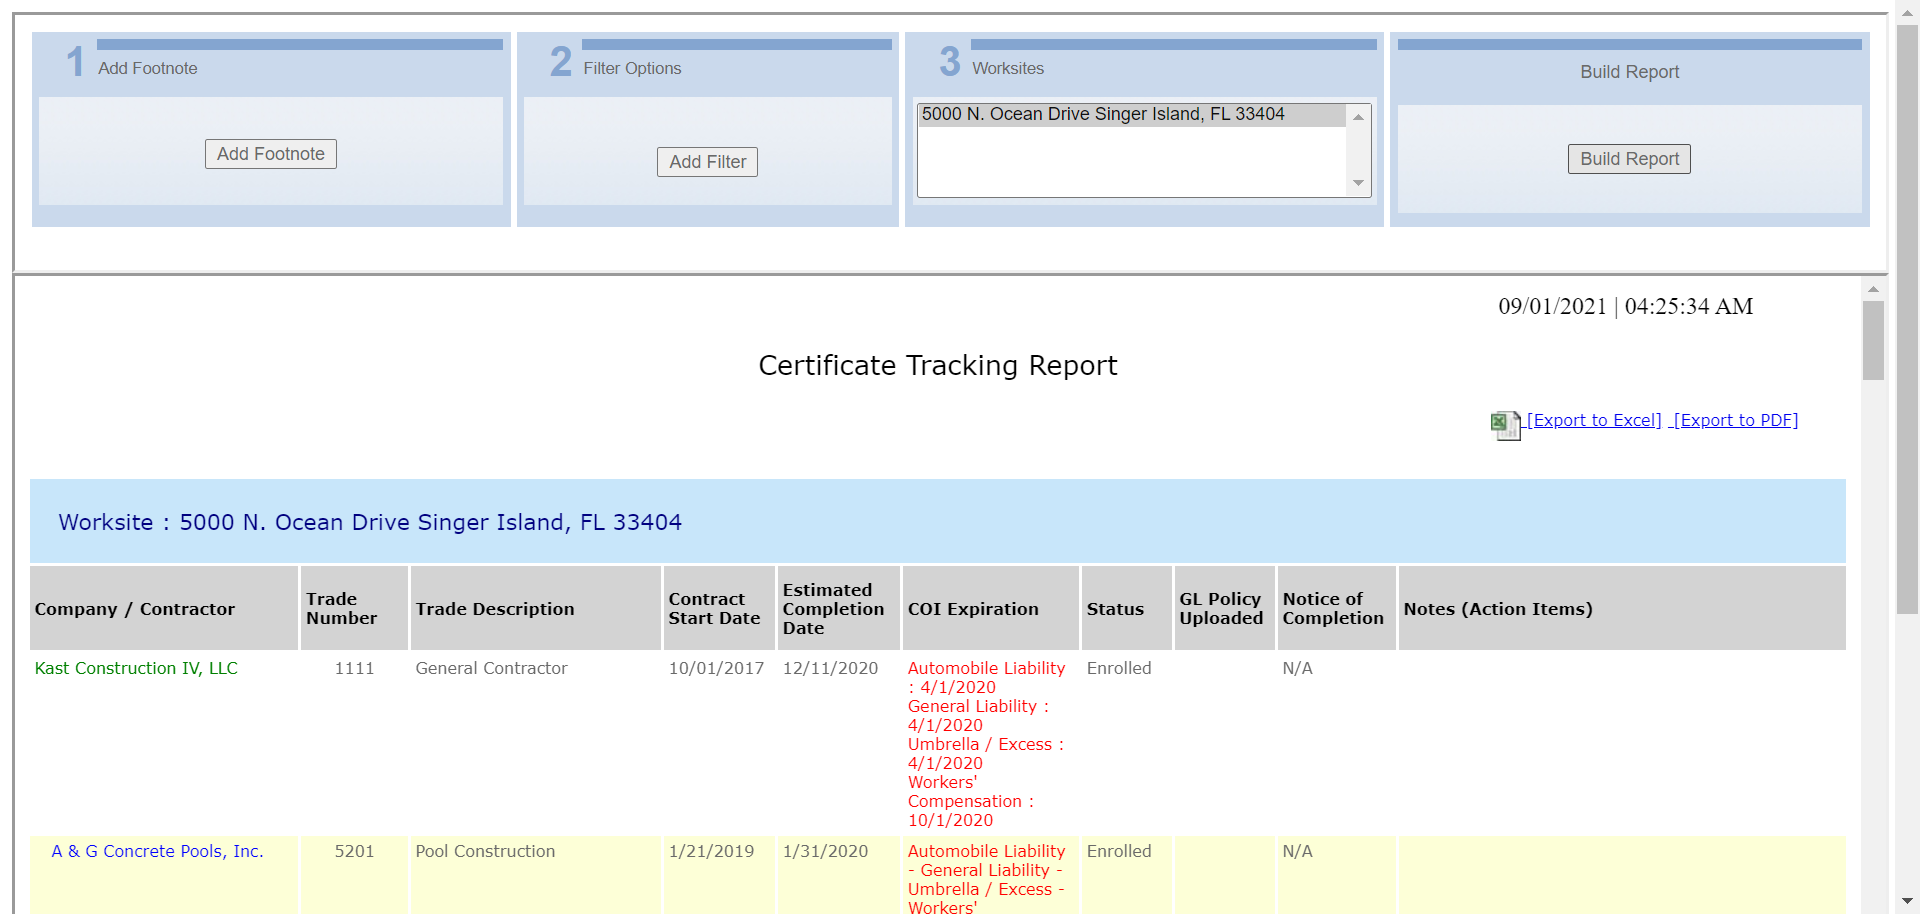 1 Add Footnote
2 Filter Options
3 Worksites
Build Report
Add Footnote
Add Filter
5000 N. Ocean Drive Singer Island, FL 33404
Build Report
09/01/2021 | 04:25:34 AM
Certificate Tracking Report
[Export to Excel] [Export to PDF]
Worksite : 5000 N. Ocean Drive Singer Island, FL 33404
Company / Contractor
Trade
Number
Trade Description
Contract
Start Date
Estimated
Completion
Date
COI Expiration
Status
GL Policy
Uploaded
Notice of
Completion
Notes (Action Items)
Kast Construction IV, LLC
1111
General Contractor
10/01/2017
12/11/2020
Automobile Liability
: 4/1/2020
General Liability :
4/1/2020
Umbrella / Excess :
4/1/2020
Workers'
Compensation :
10/1/2020
Enrolled
N/A
A & G Concrete Pools, Inc.
5201
Pool Construction
1/21/2019
1/31/2020
Automobile Liability
- General Liability -
Umbrella / Excess -
Workers'
Enrolled
N/A